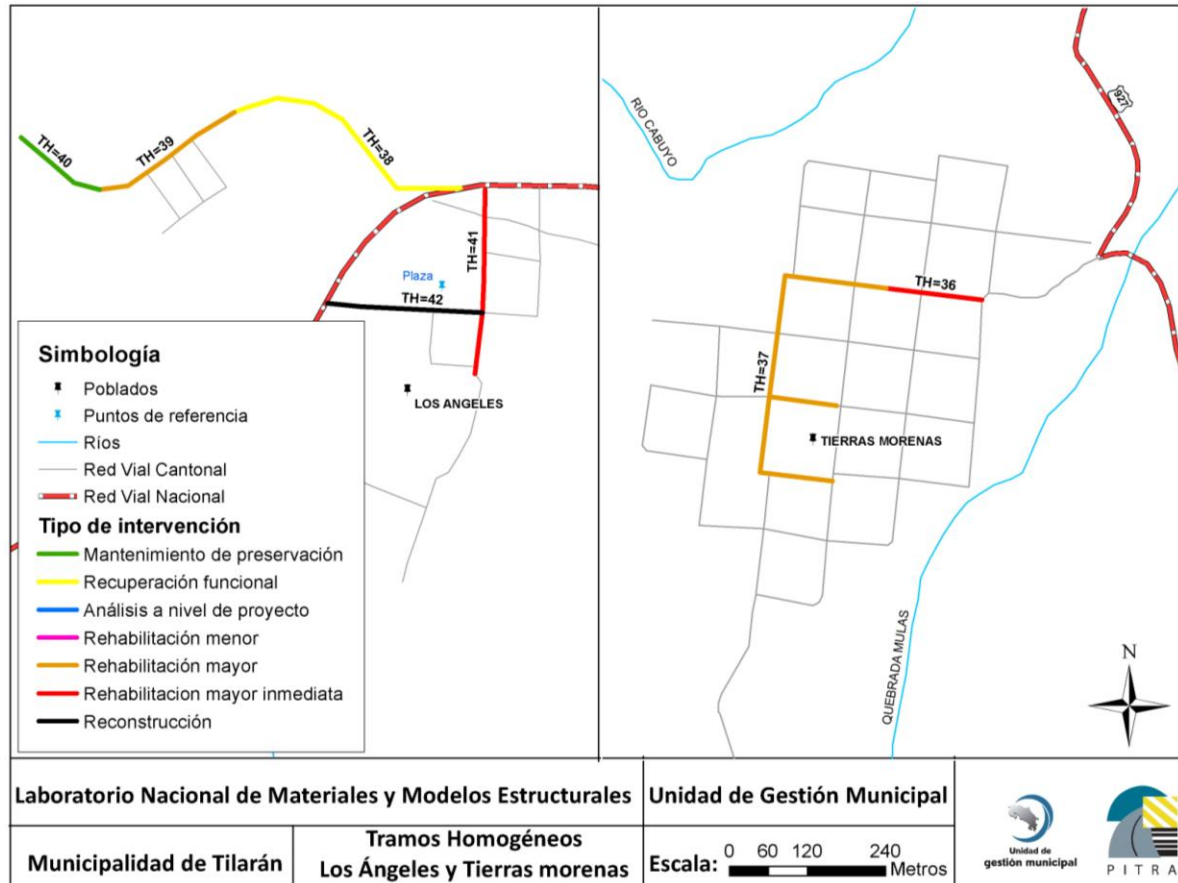 TH=40
TH=39
TH=38
TH=41
Plaza
TH=42
LOS ANGELES
Simbología
Poblados
Puntos de referencia
Ríos
Red Vial Cantonal
Red Vial Nacional
Tipo de intervención
Mantenimiento de preservación
Recuperación funcional
Análisis a nivel de proyecto
Rehabilitación menor
Rehabilitación mayor
Rehabilitacion mayor inmediata
Reconstrucción
RIO CABUYO
927
TH=36
TH=37
TIERRAS MORENAS
QUEBRADA MULAS
N
Laboratorio Nacional de Materiales y Modelos Estructurales
Unidad de Gestión Municipal
Municipalidad de Tilarán
Tramos Homogéneos
Los Ángeles y Tierras morenas
Escala:
0 60 120 240
Metros
Unidad de
gestión municipal
PITRA